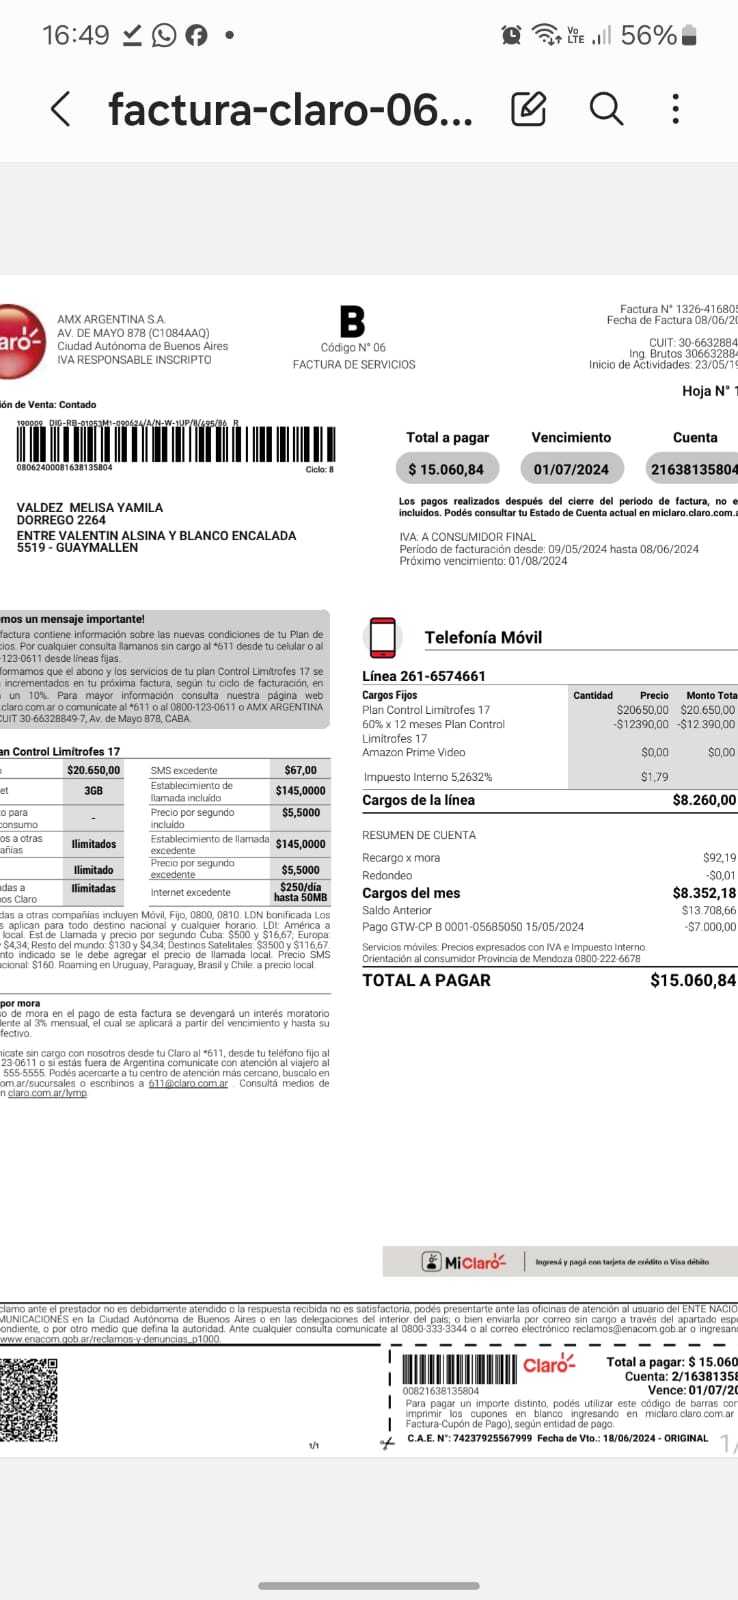 16:49
56%
factura-claro-06...
AMX ARGENTINA S.A.
AV. DE MAYO 878 (C1084AAQ)
Ciudad Autónoma de Buenos Aires
IVA RESPONSABLE INSCRIPTO
B
Código N° 06
FACTURA DE SERVICIOS
Factura N° 1326-416805
Fecha de Factura 08/06/20
CUIT: 30-6632884
Ing. Brutos 306632884
Inicio de Actividades: 23/05/19
Hoja N° 1
ión de Venta: Contado
190009 DIG-RB-01053M1-090624/A/N-W-1UP/8/495/86 R
08062400081638135804
Ciclo: 8
Total a pagar Vencimiento Cuenta
$ 15.060,84 01/07/2024 21638135804
Los pagos realizados después del cierre del periodo de factura, no e
incluidos. Podés consultar tu Estado de Cuenta actual en miclaro.claro.com.a
VALDEZ MELISA YAMILA
DORREGO 2264
ENTRE VALENTIN ALSINA Y BLANCO ENCALADA
5519 - GUAYMALLEN
IVA: A CONSUMIDOR FINAL
Período de facturación desde: 09/05/2024 hasta 08/06/2024
Próximo vencimiento: 01/08/2024
emos un mensaje importante!
factura contiene información sobre las nuevas condiciones de tu Plan de
cios. Por cualquier consulta llamanos sin cargo al *611 desde tu celular o al
-123-0611 desde líneas fijas.
formamos que el abono y los servicios de tu plan Control Limítrofes 17 se
n incrementados en tu próxima factura, según tu ciclo de facturación, en
un 10%. Para mayor información consulta nuestra página web
.claro.com.ar o comunícate al *611 o al 0800-123-0611 o AMX ARGENTINA
CUIT 30-66328849-7, Av. de Mayo 878, CABA.
an Control Limítrofes 17
o $20.650,00 SMS excedente $67,00
et 3GB Establecimiento de llamada incluído $145,0000
o para consumo - Precio por segundo incluído $5,5000
os a otras añias Ilimitados Establecimiento de llamada excedente $145,0000
Ilimitado Precio por segundo excedente $5,5000
adas a nos Claro Ilimitadas Internet excedente $250/día hasta 50MB
das a otras compañías incluyen Móvil, Fijo, 0800, 0810. LDN bonificada Los
s aplican para todo destino nacional y cualquier horario. LDI: América a
local. Est.de Llamada y precio por segundo Cuba: $500 y $16,67; Europa:
y $4,34; Resto del mundo: $130 y $4,34; Destinos Satelitales: $3500 y $116,67.
nto indicado se le debe agregar el precio de llamada local. Precio SMS
acional: $160. Roaming en Uruguay, Paraguay, Brasil y Chile: a precio local.
por mora
so de mora en el pago de esta factura se devengará un interés moratorio
lente al 3% mensual, el cual se aplicará a partir del vencimiento y hasta su
fectivo.
nicate sin cargo con nosotros desde tu Claro al *611, desde tu teléfono fijo al
23-0611 o si estás fuera de Argentina comunicate con atención al viajero al
555-5555. Podés acercarte a tu centro de atención más cercano, buscalo en
om.ar/sucursales o escribinos a 611@claro.com.ar . Consultá medios de
n claro.com.ar/lymp.
Telefonía Móvil
Línea 261-6574661
Cargos Fijos Cantidad Precio Monto Tota
Plan Control Limítrofes 17 $20650,00 $20.650,00
60% x 12 meses Plan Control -$12390,00 -$12.390,00
Limítrofes 17
Amazon Prime Video $0,00 $0,00
Impuesto Interno 5,2632% $1,79
Cargos de la línea $8.260,00
RESUMEN DE CUENTA
Recargo x mora $92,19
Redondeo -$0,01
Cargos del mes $8.352,18
Saldo Anterior $13.708,66
Pago GTW-CP B 0001-05685050 15/05/2024 -$7.000,00
Servicios móviles: Precios expresados con IVA e Impuesto Interno.
Orientación al consumidor Provincia de Mendoza 0800-222-6678
TOTAL A PAGAR $15.060,84
MiClaro
Ingresá y pagá con tarjeta de crédito o Visa débito
clamo ante el prestador no es debidamente atendido o la respuesta recibida no es satisfactoria, podés presentarte ante las oficinas de atención al usuario del ENTE NACIO
MUNICACIONES en la Ciudad Autónoma de Buenos Aires o en las delegaciones del interior del país; o bien enviarla por correo sin cargo a través del apartado esp
pondiente, o por otro medio que defina la autoridad. Ante cualquier consulta comunicate al 0800-333-3344 o al correo electrónico reclamos@enacom.gob.ar o ingresan
www.enacom.gob.ar/reclamos-y-denuncias_p1000.
Claro
00821638135804
Total a pagar: $ 15.060
Cuenta: 2/16381358
Vence: 01/07/20
Para pagar un importe distinto, podés utilizar este código de barras con
imprimir los cupones en blanco ingresando en miclaro.claro.com.ar
Factura-Cupón de Pago), según entidad de pago.
C.A.E. N°: 74237925567999 Fecha de Vto.: 18/06/2024 - ORIGINAL
1/1